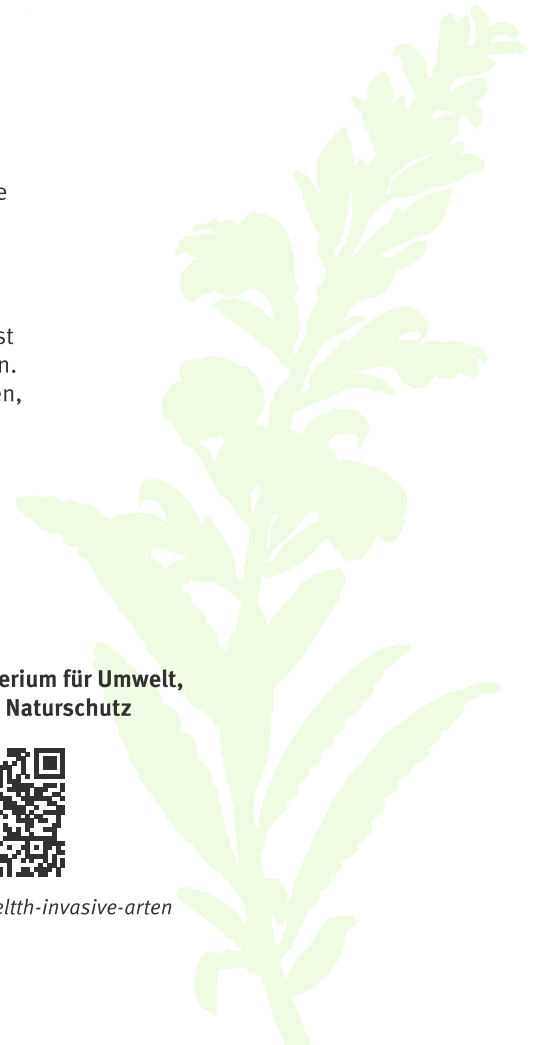 e
st
n.
en,
erium für Umwelt,
Naturschutz
eltth-invasive-arten